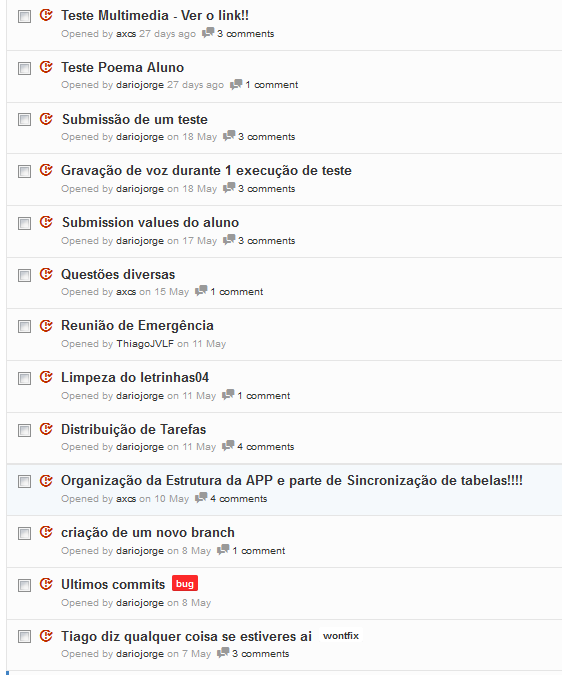 Teste Multimedia - Ver o link!!
Opened by axcs 27 days ago 3 comments
Teste Poema Aluno
Opened by dariojorge 27 days ago 1 comment
Submissão de um teste
Opened by dariojorge on 18 May 3 comments
Gravação de voz durante 1 execução de teste
Opened by dariojorge on 18 May 3 comments
Submission values do aluno
Opened by dariojorge on 17 May 3 comments
Questões diversas
Opened by axcs on 15 May 1 comment
Reunião de Emergência
Opened by ThiagoJVLF on 11 May
Limpeza do letrinhas04
Opened by dariojorge on 11 May 1 comment
Distribuição de Tarefas
Opened by dariojorge on 11 May 4 comments
Organização da Estrutura da APP e parte de Sincronização de tabelas!!!!
Opened by axcs on 10 May 4 comments
criação de um novo branch
Opened by dariojorge on 8 May 1 comment
Ultimos commits bug
Opened by dariojorge on 8 May
Tiago diz qualquer coisa se estiveres ai wontfix
Opened by dariojorge on 7 May 3 comments